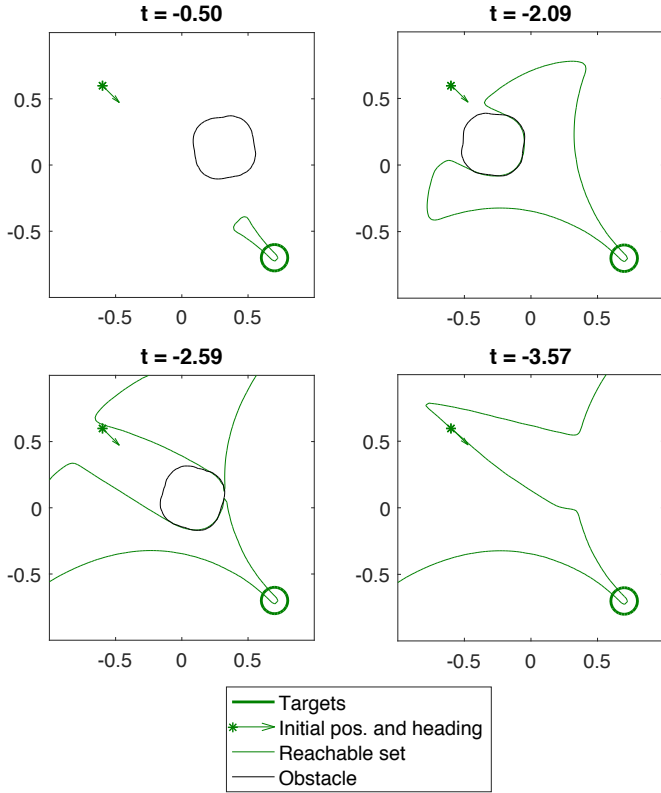 t = -0.50
t = -2.09
0.5
0
-0.5
-0.5 0 0.5
0.5
0
-0.5
-0.5 0 0.5
t = -2.59
t = -3.57
0.5
0
-0.5
-0.5 0 0.5
0.5
0
-0.5
-0.5 0 0.5
Targets
Initial pos. and heading
Reachable set
Obstacle